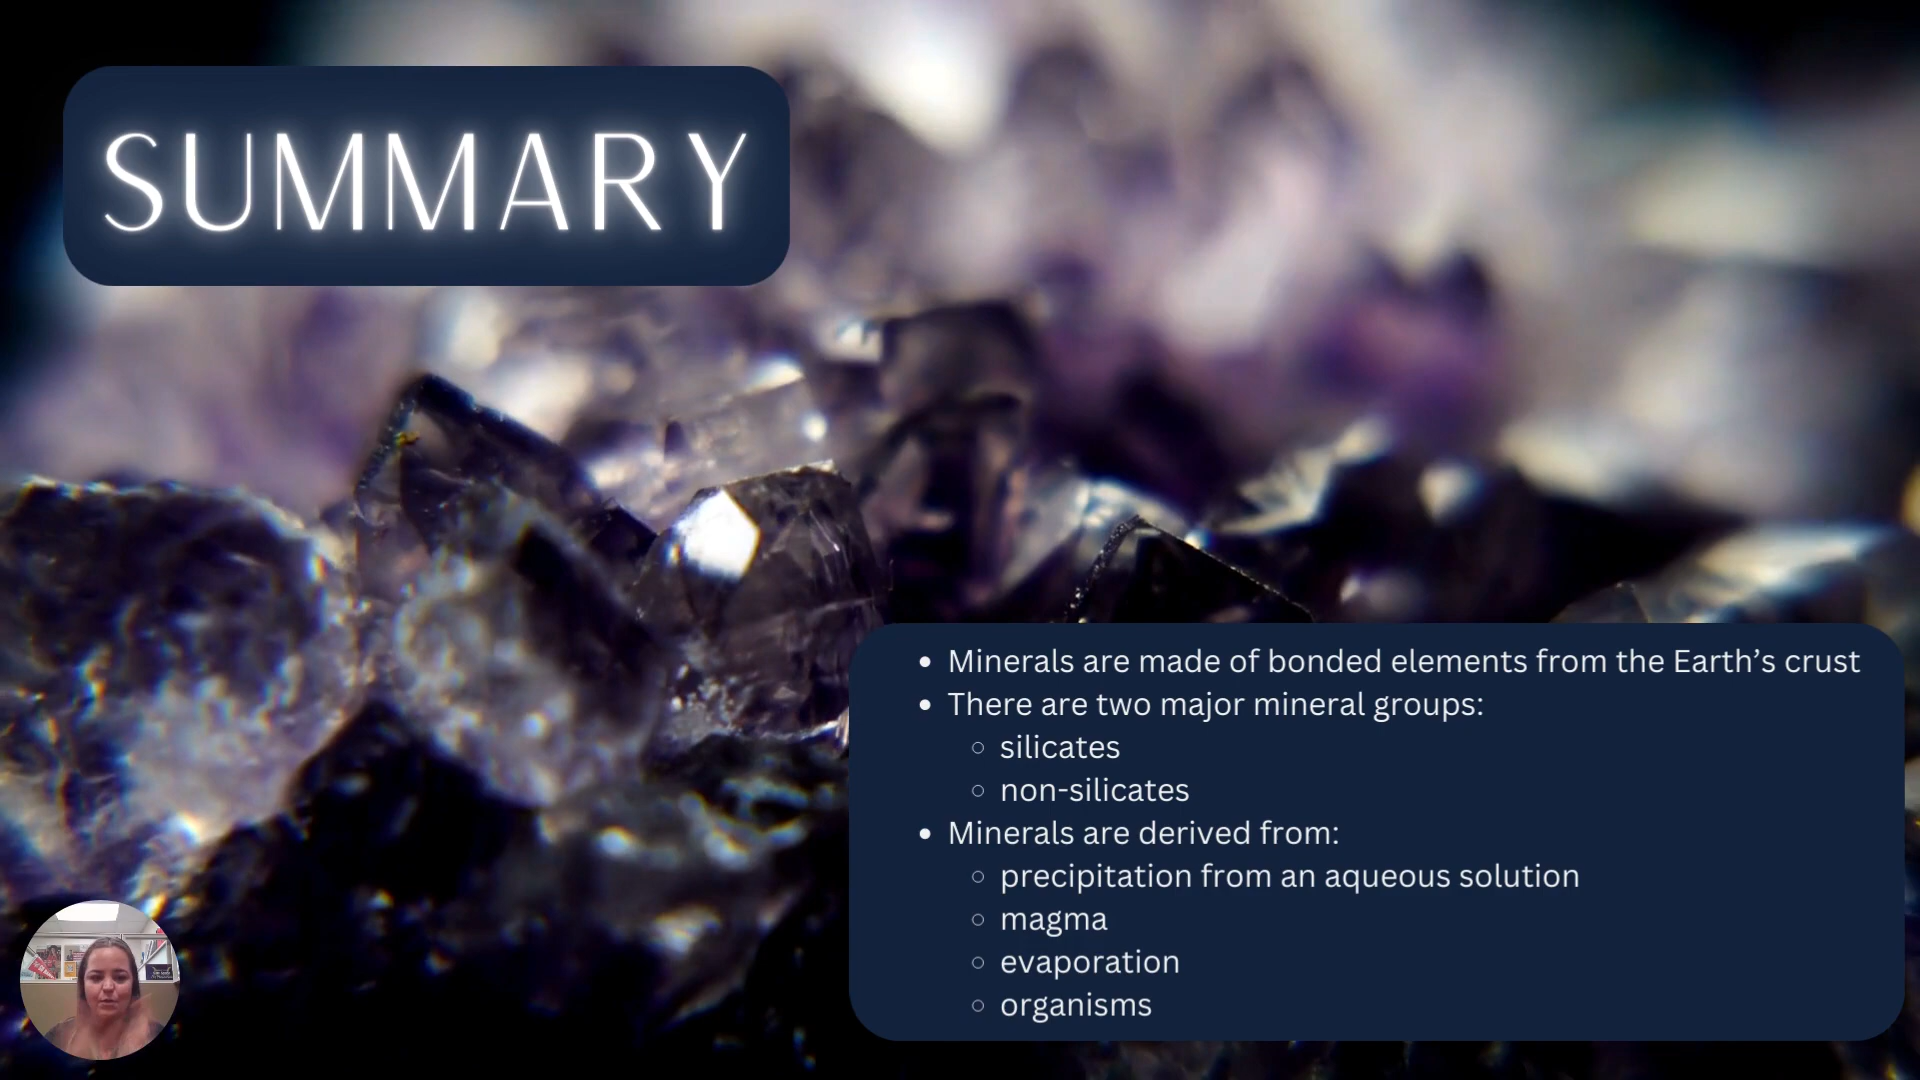 SUMMARY
• Minerals are made of bonded elements from the Earth’s crust
• There are two major mineral groups:
○ silicates
○ non-silicates
• Minerals are derived from:
○ precipitation from an aqueous solution
○ magma
○ evaporation
○ organisms